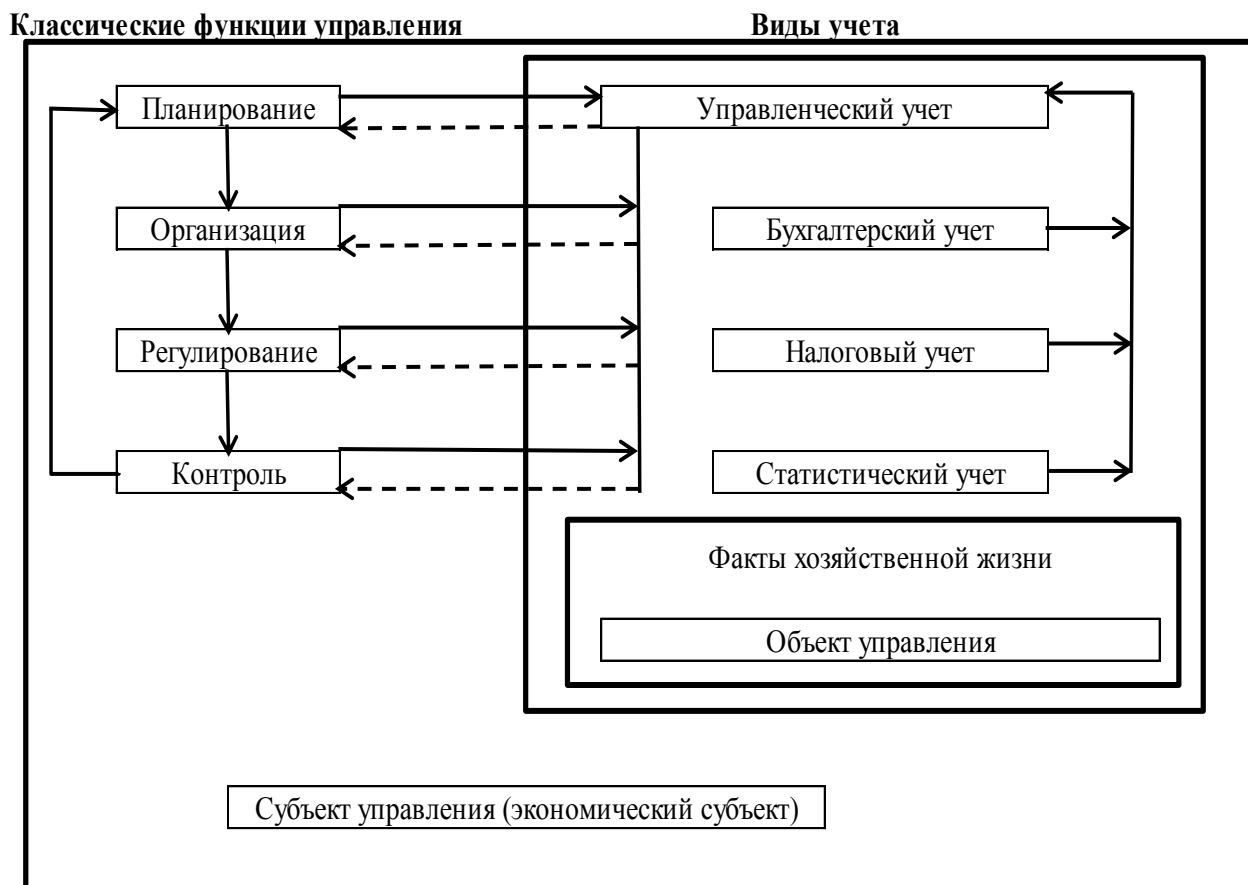 Классические функции управления
Виды учета
Планирование
Управленческий учет
Организация
Бухгалтерский учет
Регулирование
Налоговый учет
Контроль
Статистический учет
Факты хозяйственной жизни
Объект управления
Субъект управления (экономический субъект)